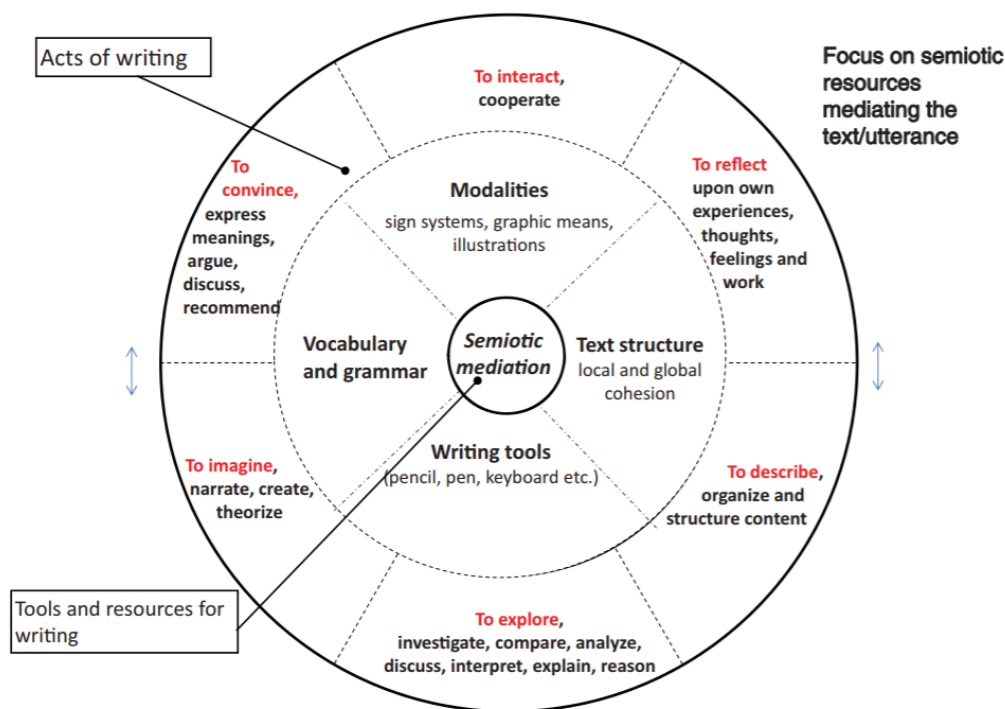 Acts of writing
Focus on semiotic
resources
mediating the
text/utterance
To interact,
cooperate
To
convince,
express
meanings,
argue,
discuss,
recommend
Modalities
sign systems, graphic means,
illustrations
To reflect
upon own
experiences,
thoughts,
feelings and
work
Vocabulary
and grammar
Semiotic
mediation
Text structure
local and global
cohesion
Writing tools
(pencil, pen, keyboard etc.)
To imagine,
narrate, create,
theorize
To describe,
organize and
structure content
Tools and resources for
writing
To explore,
investigate, compare, analyze,
discuss, interpret, explain, reason